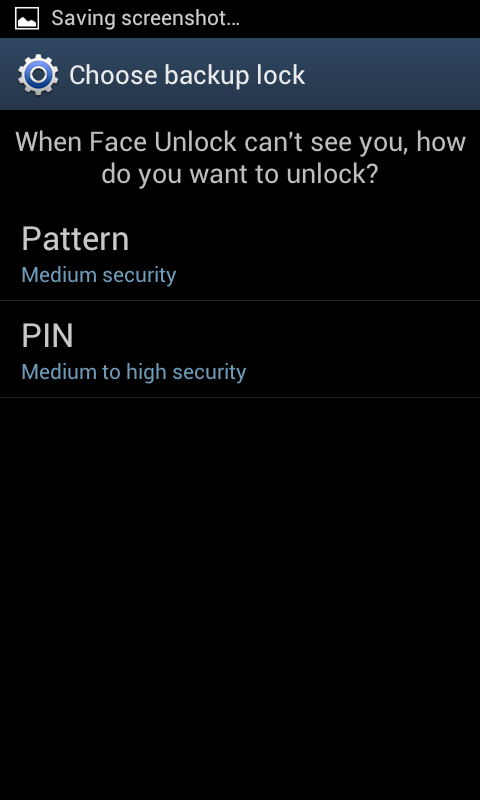 Saving screenshot...
Choose backup lock
When Face Unlock can't see you, how
do you want to unlock?
Pattern
Medium security
PIN
Medium to high security